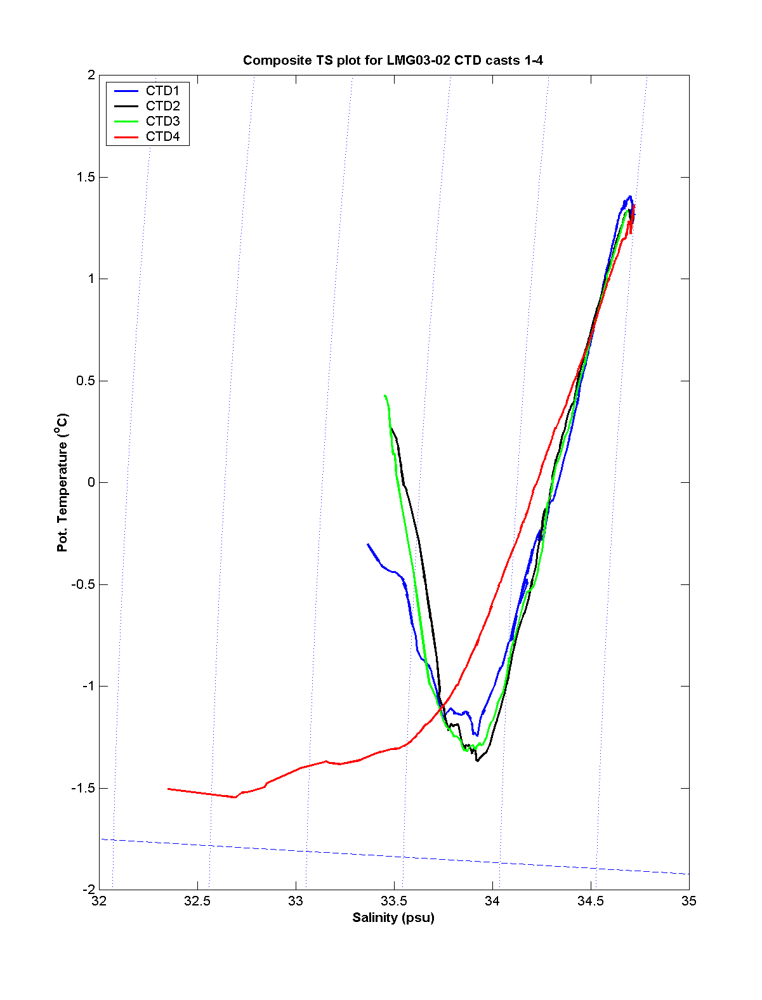 Composite TS plot for LMG03-02 CTD casts 1-4
CTD1
CTD2
CTD3
CTD4
2
1.5
1
0.5
0
-0.5
-1
-1.5
-2
Pot. Temperature (°C)
32
32.5
33
33.5
34
34.5
35
Salinity (psu)